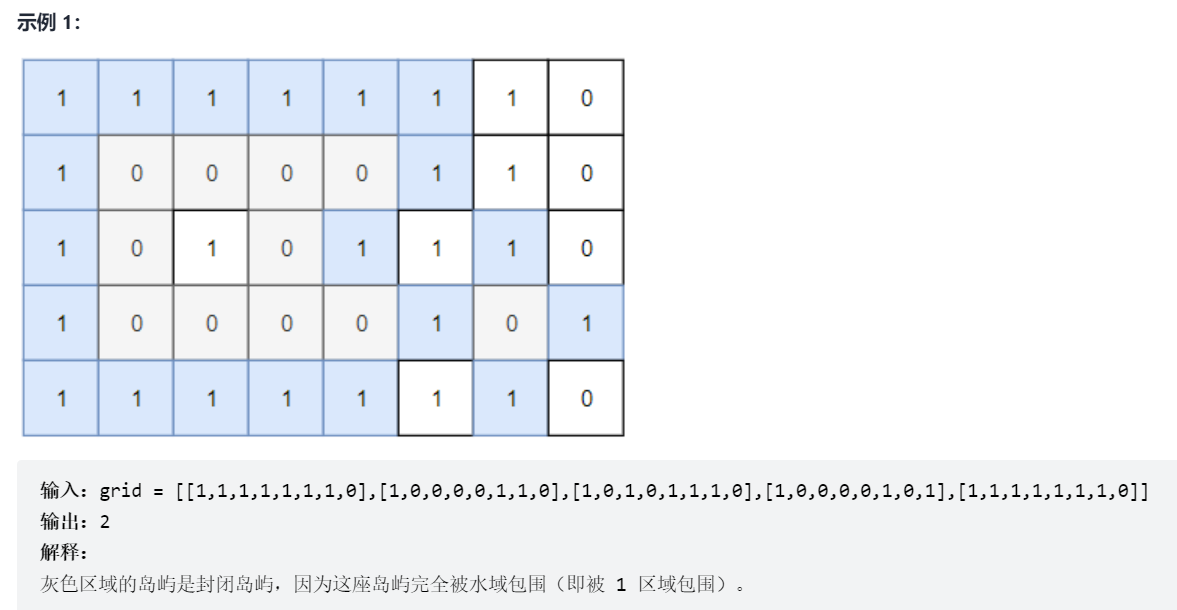 示例 1：
1 1 1 1 1 1 1 0
1 0 0 0 0 1 1 0
1 0 1 0 1 1 1 0
1 0 0 0 0 1 0 1
1 1 1 1 1 1 1 0
输入：grid = [[1,1,1,1,1,1,1,0],[1,0,0,0,0,1,1,0],[1,0,1,0,1,1,1,0],[1,0,0,0,0,1,0,1],[1,1,1,1,1,1,1,0]]
输出：2
解释：
灰色区域的岛屿是封闭岛屿，因为这座岛屿完全被水域包围（即被 1 区域包围）。